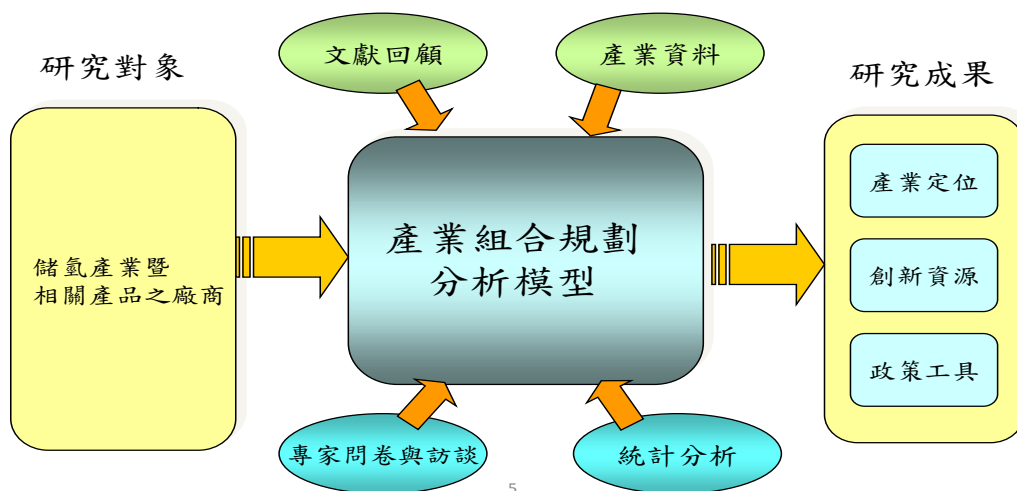 研究對象
儲氫產業暨
相關產品之廠商
文獻回顧
產業資料
產業組合規劃
分析模型
專家問卷與訪談
統計分析
研究成果
產業定位
創新資源
政策工具
5